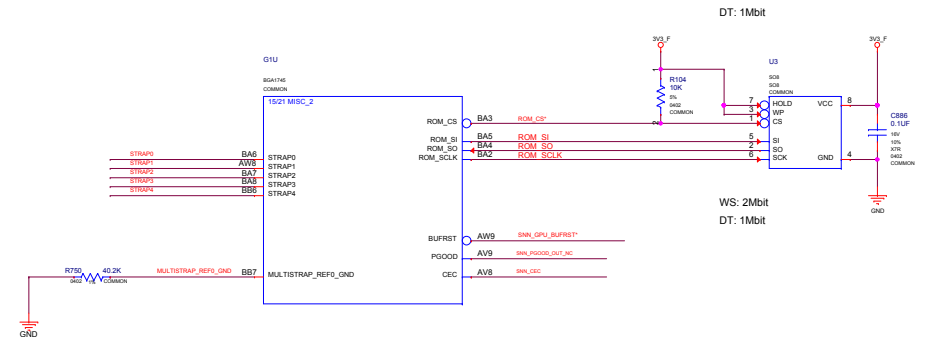 DT: 1Mbit
3V3_F
3V3_F
G1U
BGA1745
COMMON
15/21 MISC_2
U3
SO8
SO8
COMMON
R104
10K
5%
0402
COMMON
2
7 HOLD VCC 8
3 WP
1 CS
5 SI
2 SO
6 SCK GND 4
C886
0.1UF
16V
10%
X7R
0402
COMMON
GND
ROM_CS BA3 ROM_CS*
ROM_SI BA5 ROM_SI
ROM_SO BA4 ROM_SO
ROM_SCLK BA2 ROM_SCLK
STRAP0 BA6 STRAP0
STRAP1 AW8 STRAP1
STRAP2 BA7 STRAP2
STRAP3 BA8 STRAP3
STRAP4 BB6 STRAP4
WS: 2Mbit
DT: 1Mbit
BUFRST AW9 SNN_GPU_BUFRST*
PGOOD AV9 SNN_PGOOD_OUT_NC
CEC AV8 SNN_CEC
R750 40.2K MULTISTRAP_REF0_GND BB7 MULTISTRAP_REF0_GND
0402 1% COMMON
GND